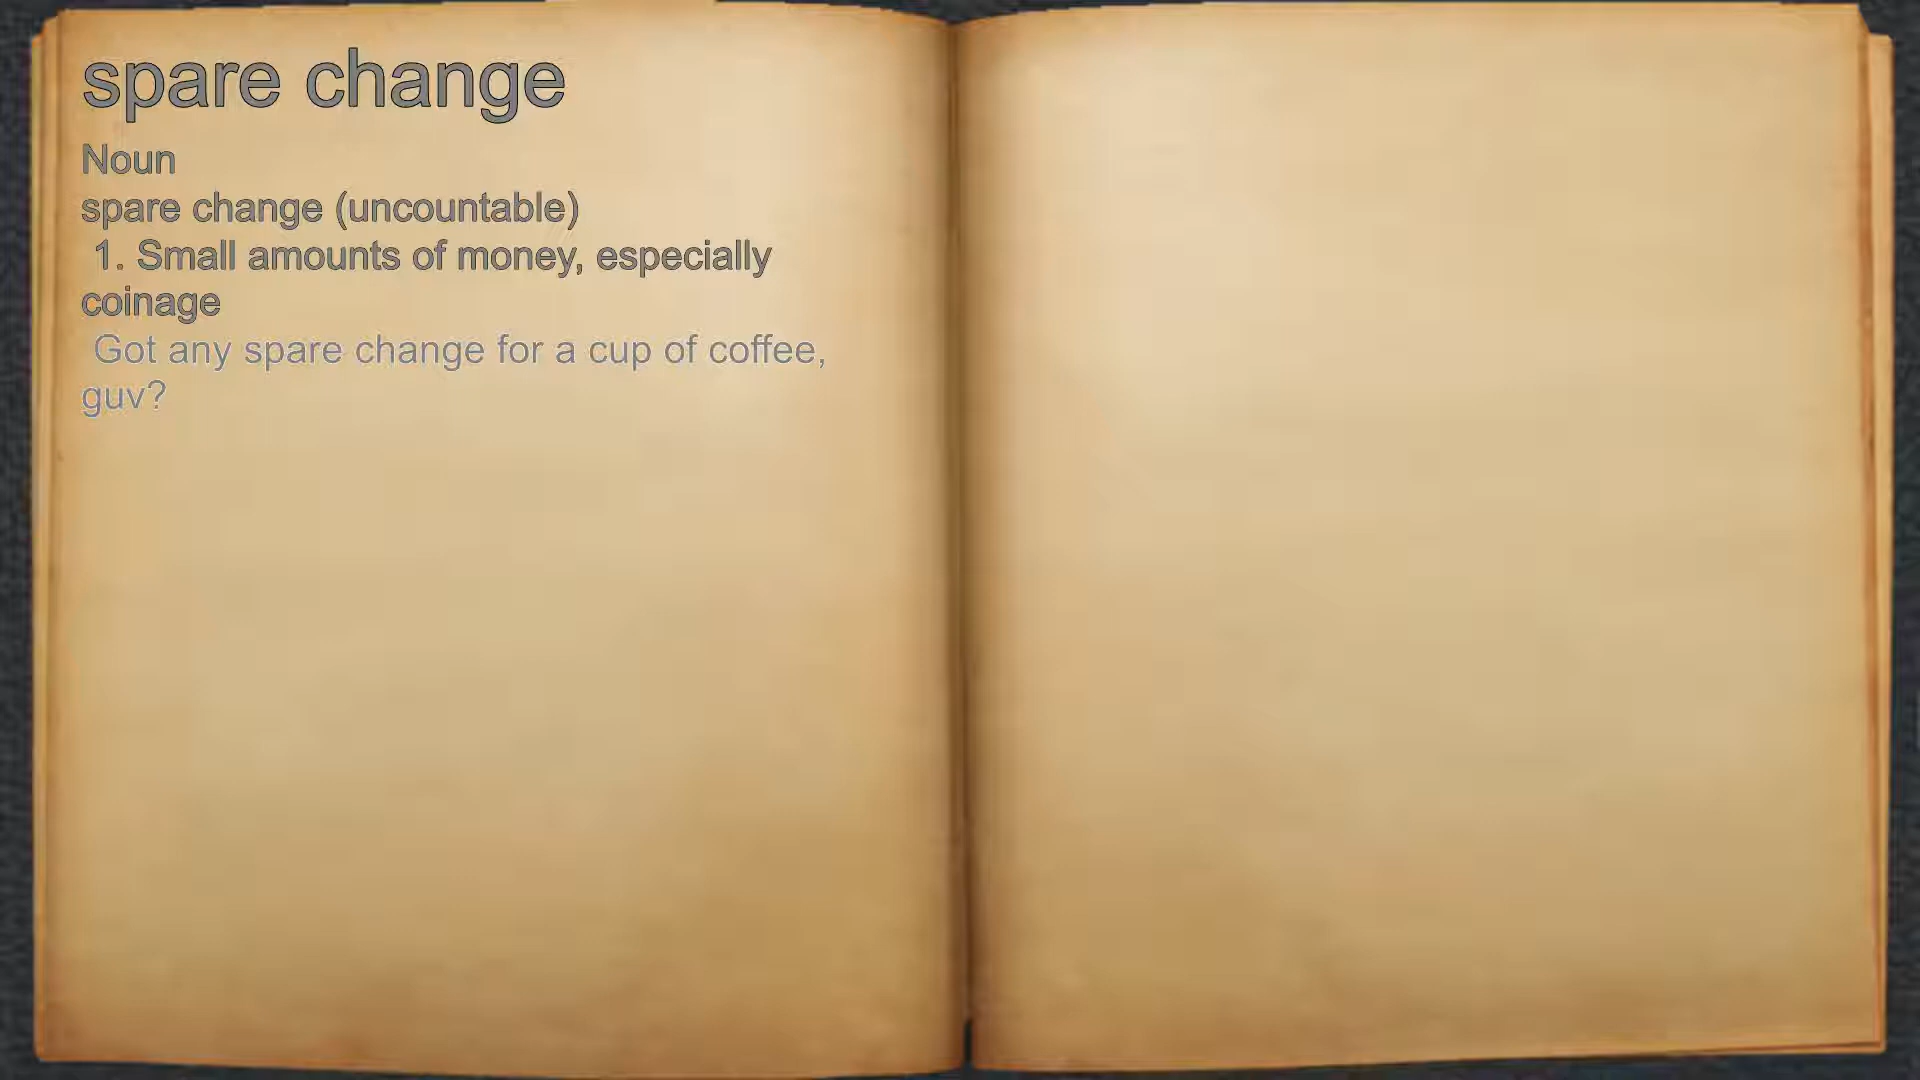 spare change
Noun
spare change (uncountable)
1. Small amounts of money, especially
coinage
Got any spare change for a cup of coffee,
guv?